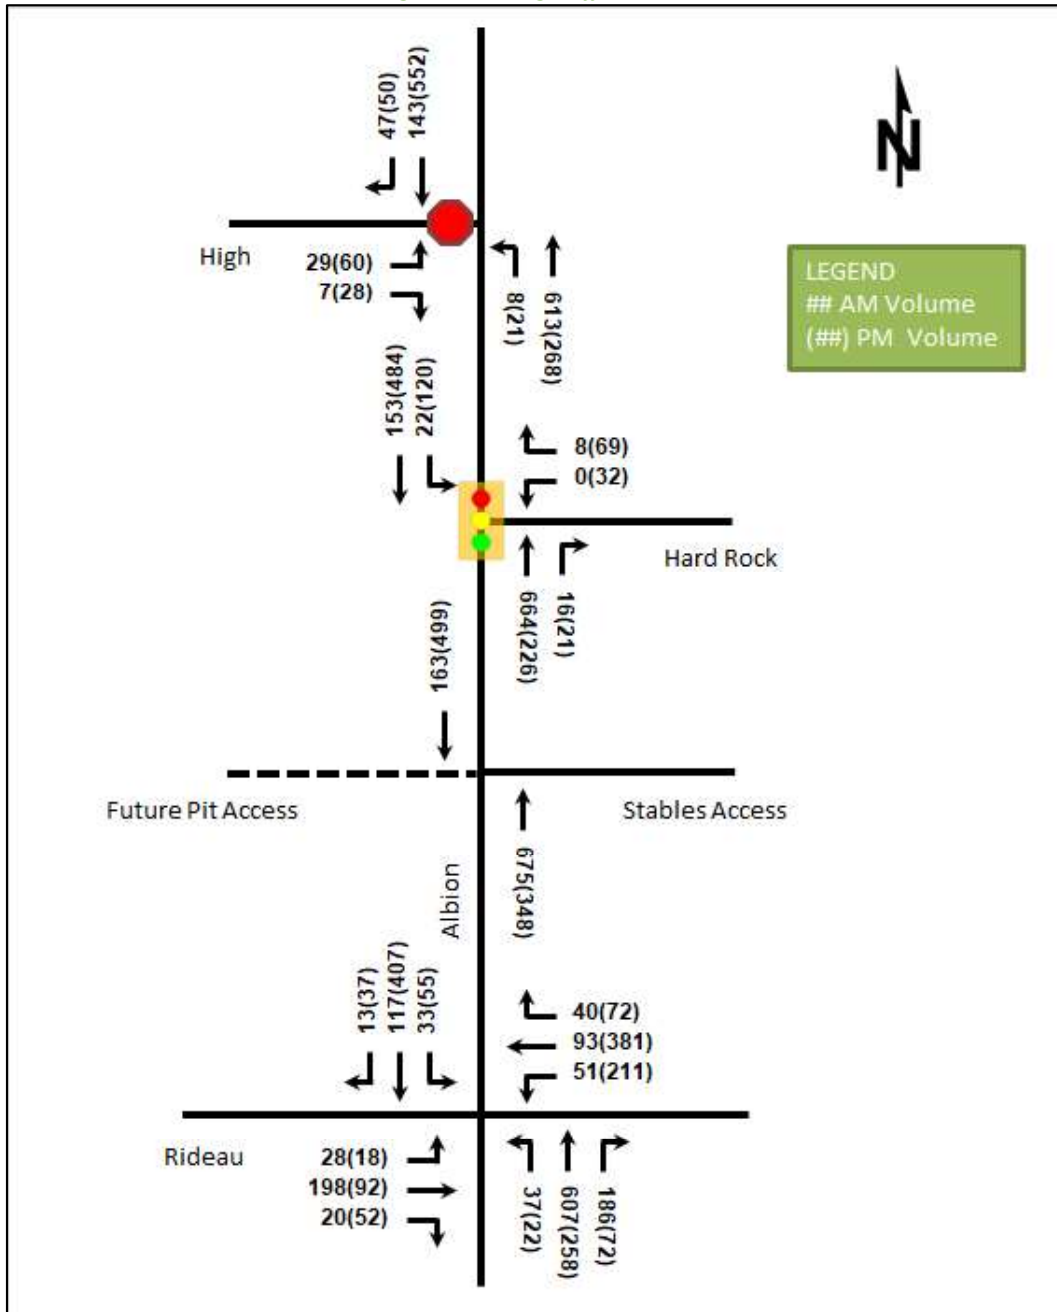 47(50)
143(552)
N
High
29(60)
7(28)
8(21)
613(268)
LEGEND
## AM Volume
(##) PM Volume
153(484)
22(120)
8(69)
0(32)
Hard Rock
664(226)
16(21)
163(499)
Future Pit Access
Stables Access
675(348)
Albion
13(37)
117(407)
33(55)
40(72)
93(381)
51(211)
Rideau
28(18)
198(92)
20(52)
37(22)
607(258)
186(72)